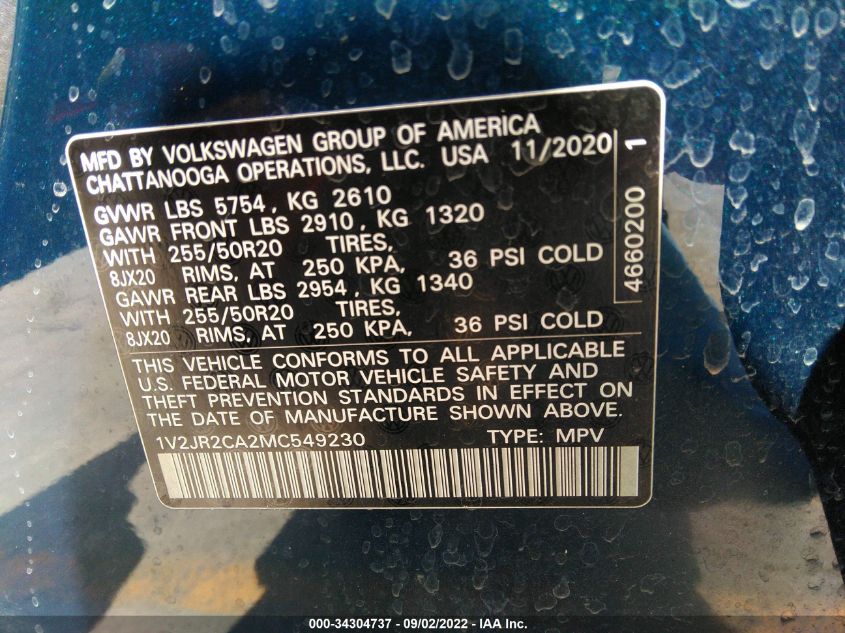 MFD BY VOLKSWAGEN GROUP OF AMERICA
CHATTANOOGA OPERATIONS, LLC. USA 11/2020
GVWR LBS 5754, KG 2610
GAWR FRONT LBS 2910, KG 1320
WITH 255/50R20 TIRES,
8JX20 RIMS, AT 250 KPA, 36 PSI COLD
GAWR REAR LBS 2954, KG 1340
WITH 255/50R20 TIRES,
8JX20 RIMS, AT 250 KPA, 36 PSI COLD
4660200 1
THIS VEHICLE CONFORMS TO ALL APPLICABLE
U.S. FEDERAL MOTOR VEHICLE SAFETY AND
THEFT PREVENTION STANDARDS IN EFFECT ON
THE DATE OF MANUFACTURE SHOWN ABOVE.
1V2JR2CA2MC549230 TYPE: MPV
000-34304737 - 09/02/2022 - IAA Inc.